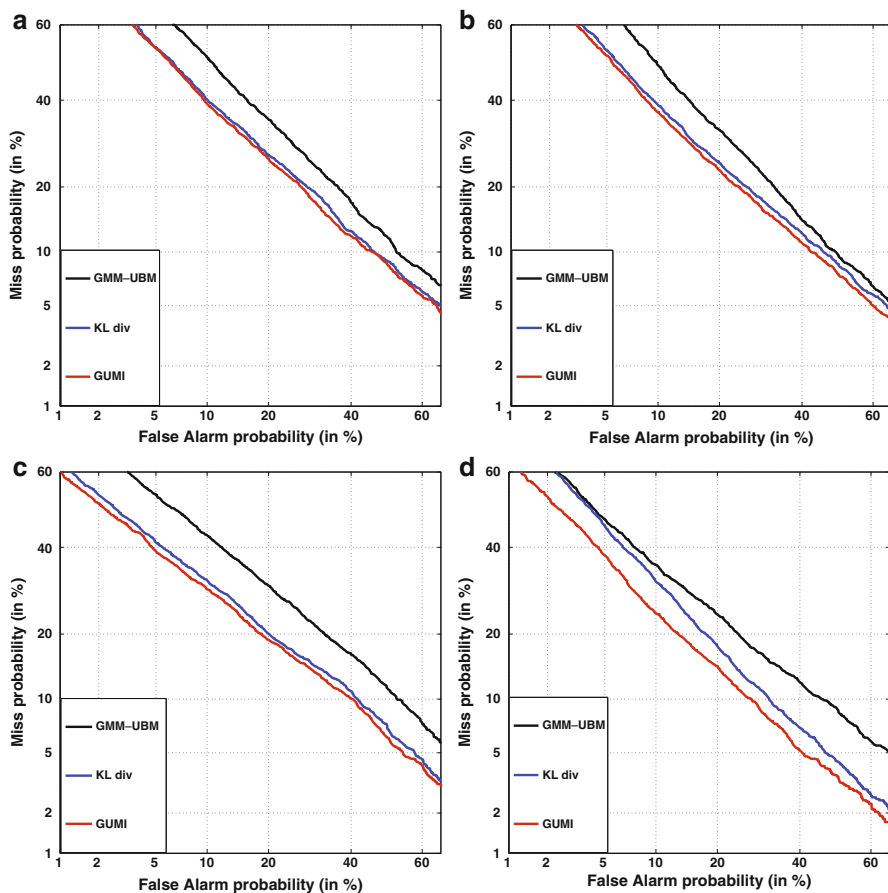 a
60
40
20
10
5
2
1
Miss probability (in %)
GMM–UBM
KL div
GUMI
1 2 5 10 20 40 60
False Alarm probability (in %)
b
60
40
20
10
5
2
1
Miss probability (in %)
GMM–UBM
KL div
GUMI
1 2 5 10 20 40 60
False Alarm probability (in %)
c
60
40
20
10
5
2
1
Miss probability (in %)
GMM–UBM
KL div
GUMI
1 2 5 10 20 40 60
False Alarm probability (in %)
d
60
40
20
10
5
2
1
Miss probability (in %)
GMM–UBM
KL div
GUMI
1 2 5 10 20 40 60
False Alarm probability (in %)